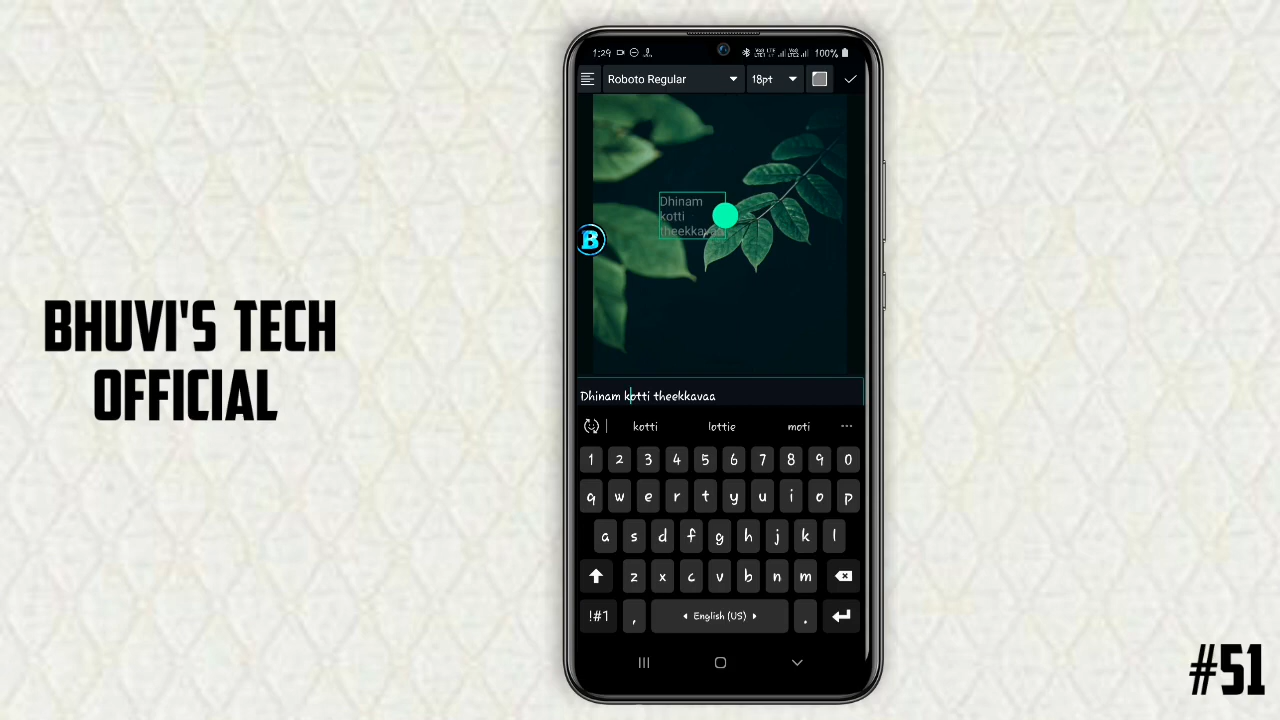 BHUVI'S TECH
OFFICIAL
1:29
100%
Roboto Regular
18pt
Dhinam
kotti
theekkavaa
B
Dhinam kotti theekkavaa
kotti lottie moti
1 2 3 4 5 6 7 8 9 0
q w e r t y u i o p
a s d f g h j k l
z x c v b n m
!#1 , English (US) .
#51